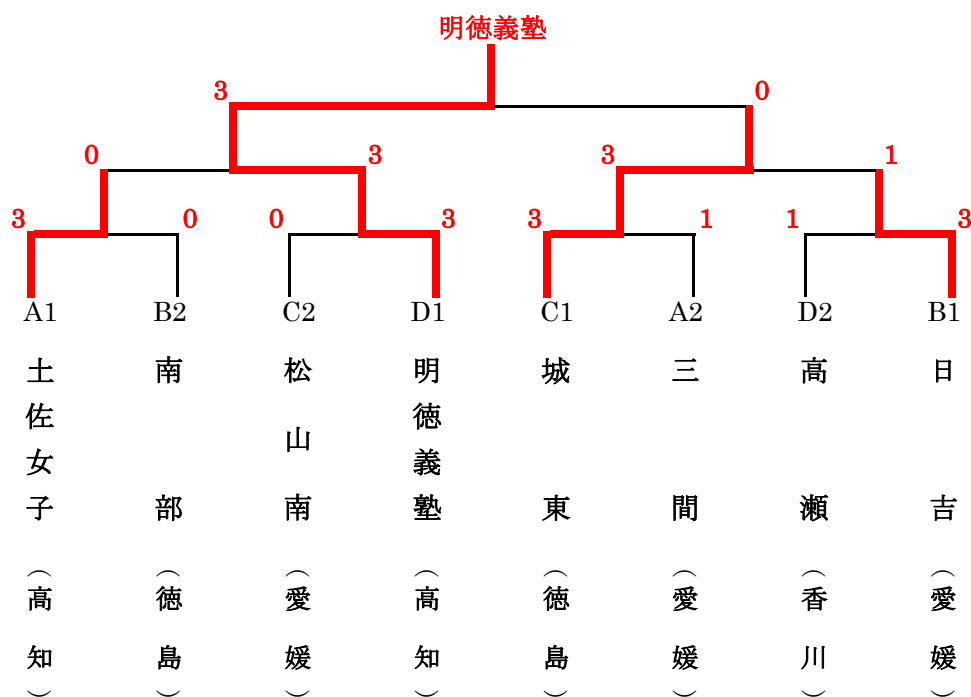 明徳義塾
3 0
0 3 3 1
3 0 0 3 3 1 1 3
A1 B2 C2 D1 C1 A2 D2 B1
土佐女子(高知)
南部(徳島)
松山南(愛媛)
明徳義塾(高知)
城東(徳島)
三間(愛媛)
高瀬(香川)
日吉(愛媛)